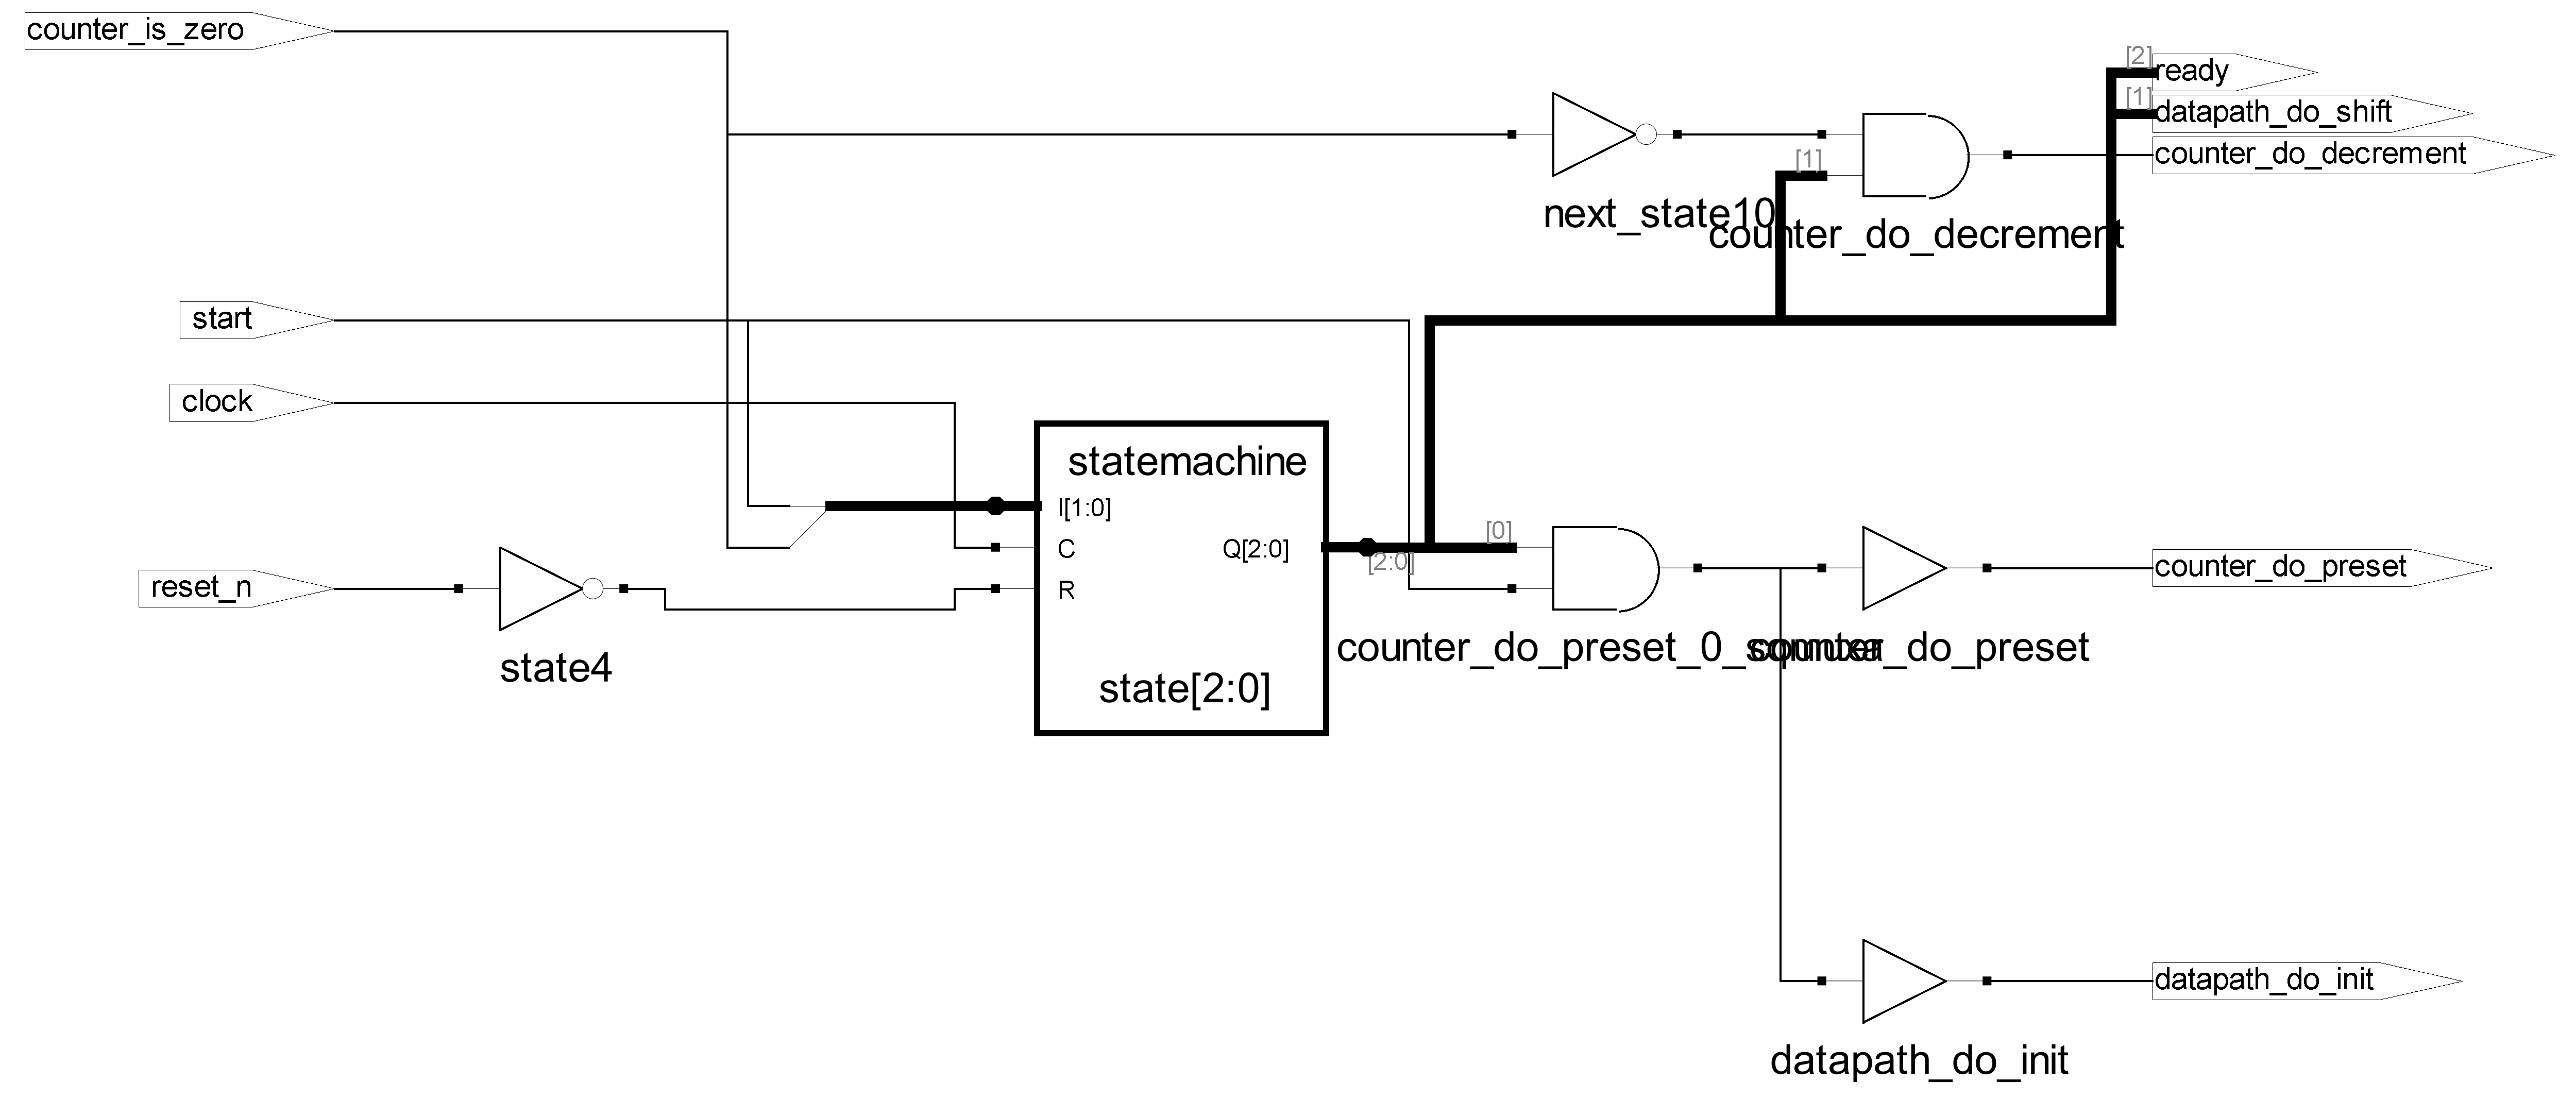 counter_is_zero
[2]
ready
[1]
datapath_do_shift
[1]
counter_do_decrement
next_state10
counter_do_decrement
start
clock
statemachine
I[1:0]
C
Q[2:0]
R
state[2:0]
[0]
[2:0]
reset_n
state4
counter_do_preset
counter_do_preset_0_sqmuxa
counter_do_preset
datapath_do_init
datapath_do_init